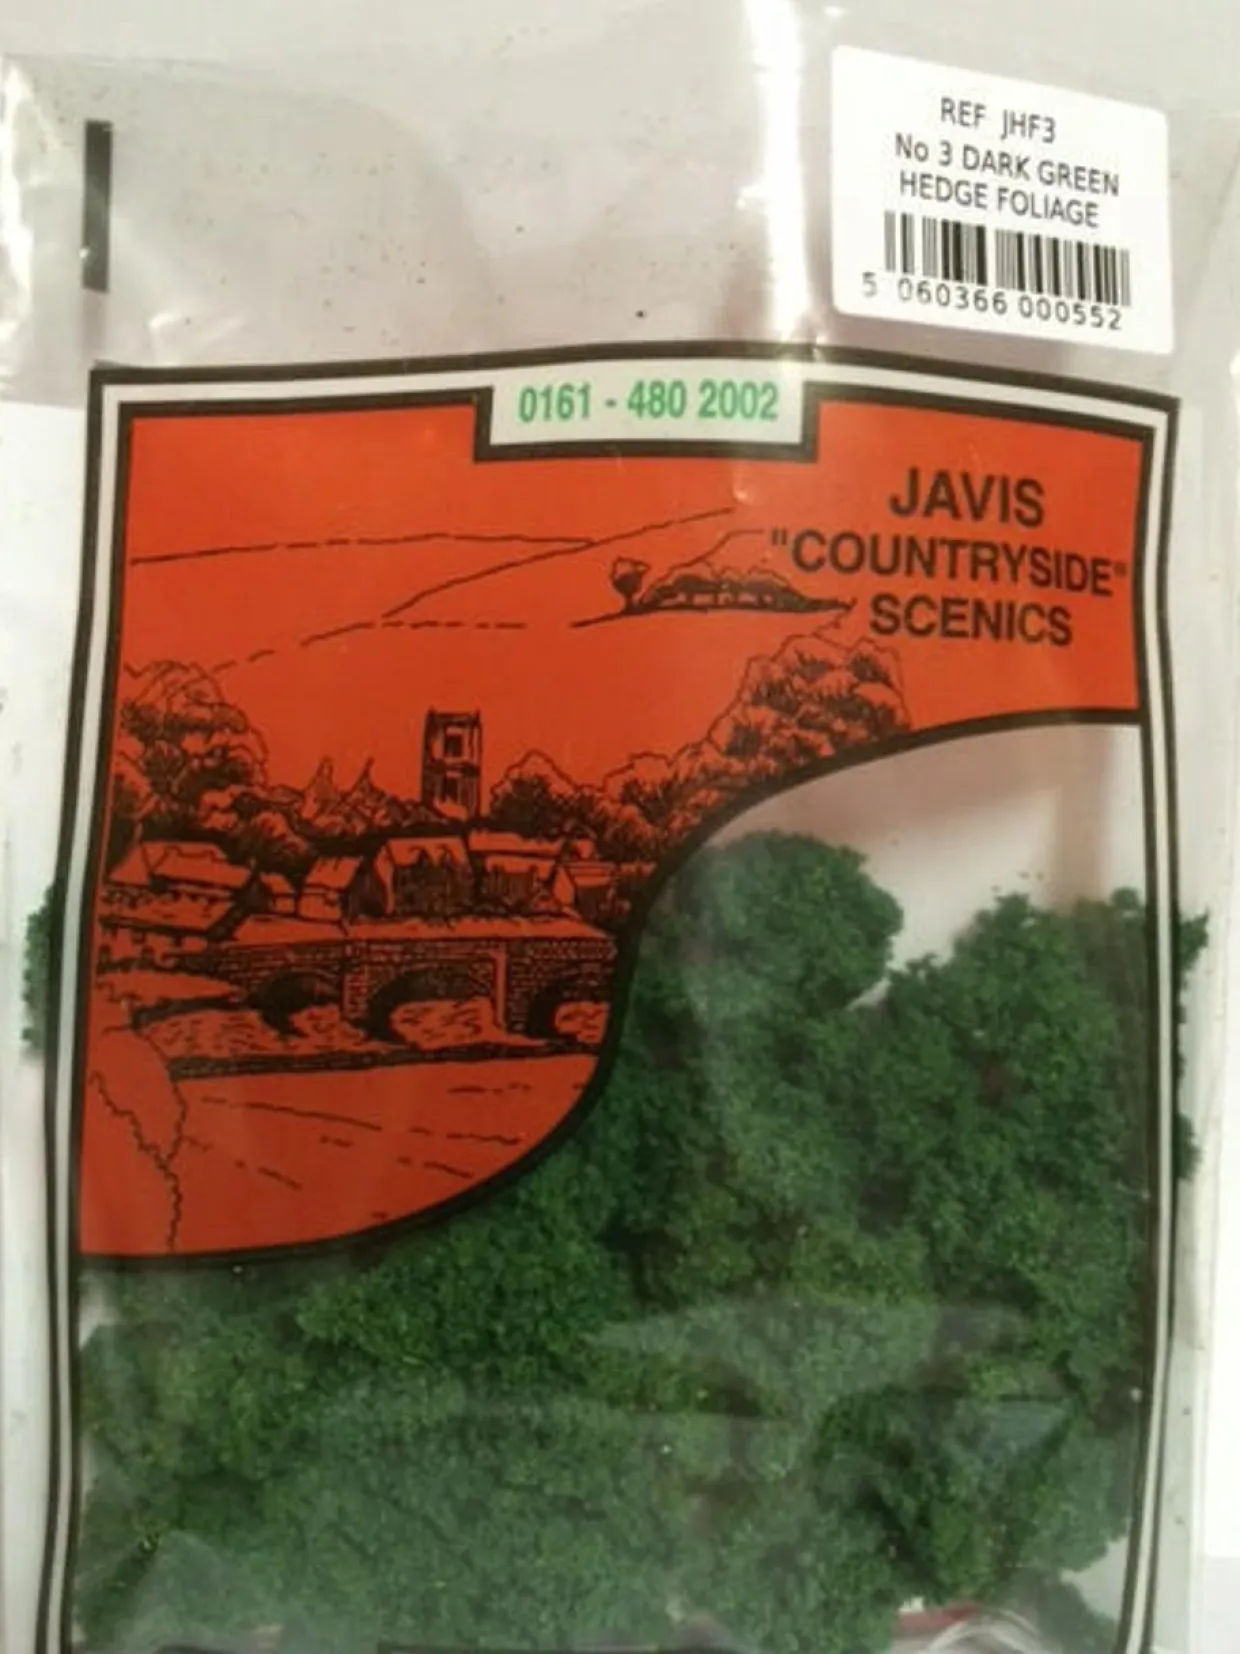 REF JHF3
No 3 DARK GREEN
HEDGE FOLIAGE
5 060366 000552
0161 - 480 2002
JAVIS
"COUNTRYSIDE"
SCENICS